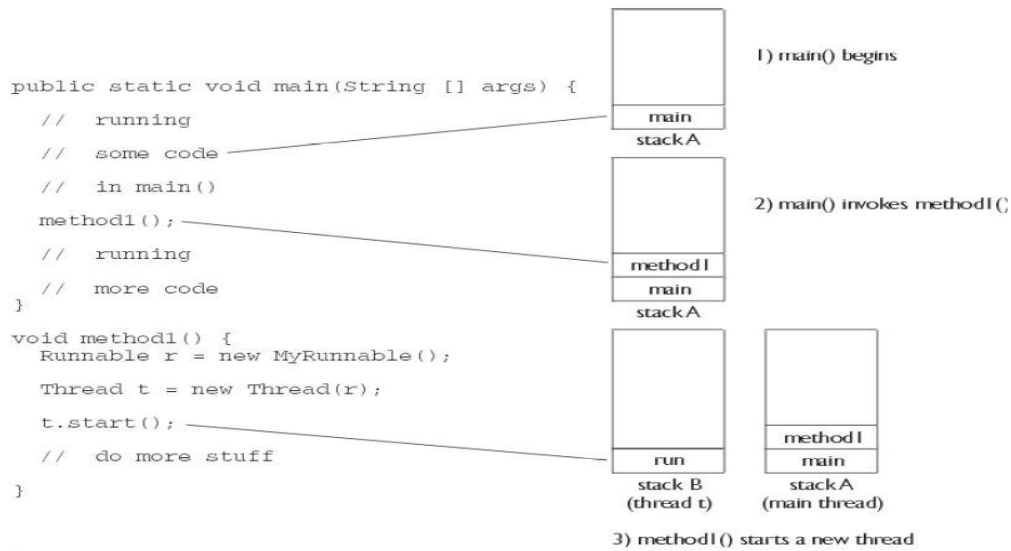 public static void main(String [] args) {
// running
// some code
// in main()
method1();
// running
// more code
}
void method1() {
Runnable r = new MyRunnable();
Thread t = new Thread(r);
t.start();
// do more stuff
}
main
stack A
1) main() begins
method1
main
stack A
2) main() invokes method1()
run
stack B
(thread t)
method1
main
stack A
(main thread)
3) method1() starts a new thread